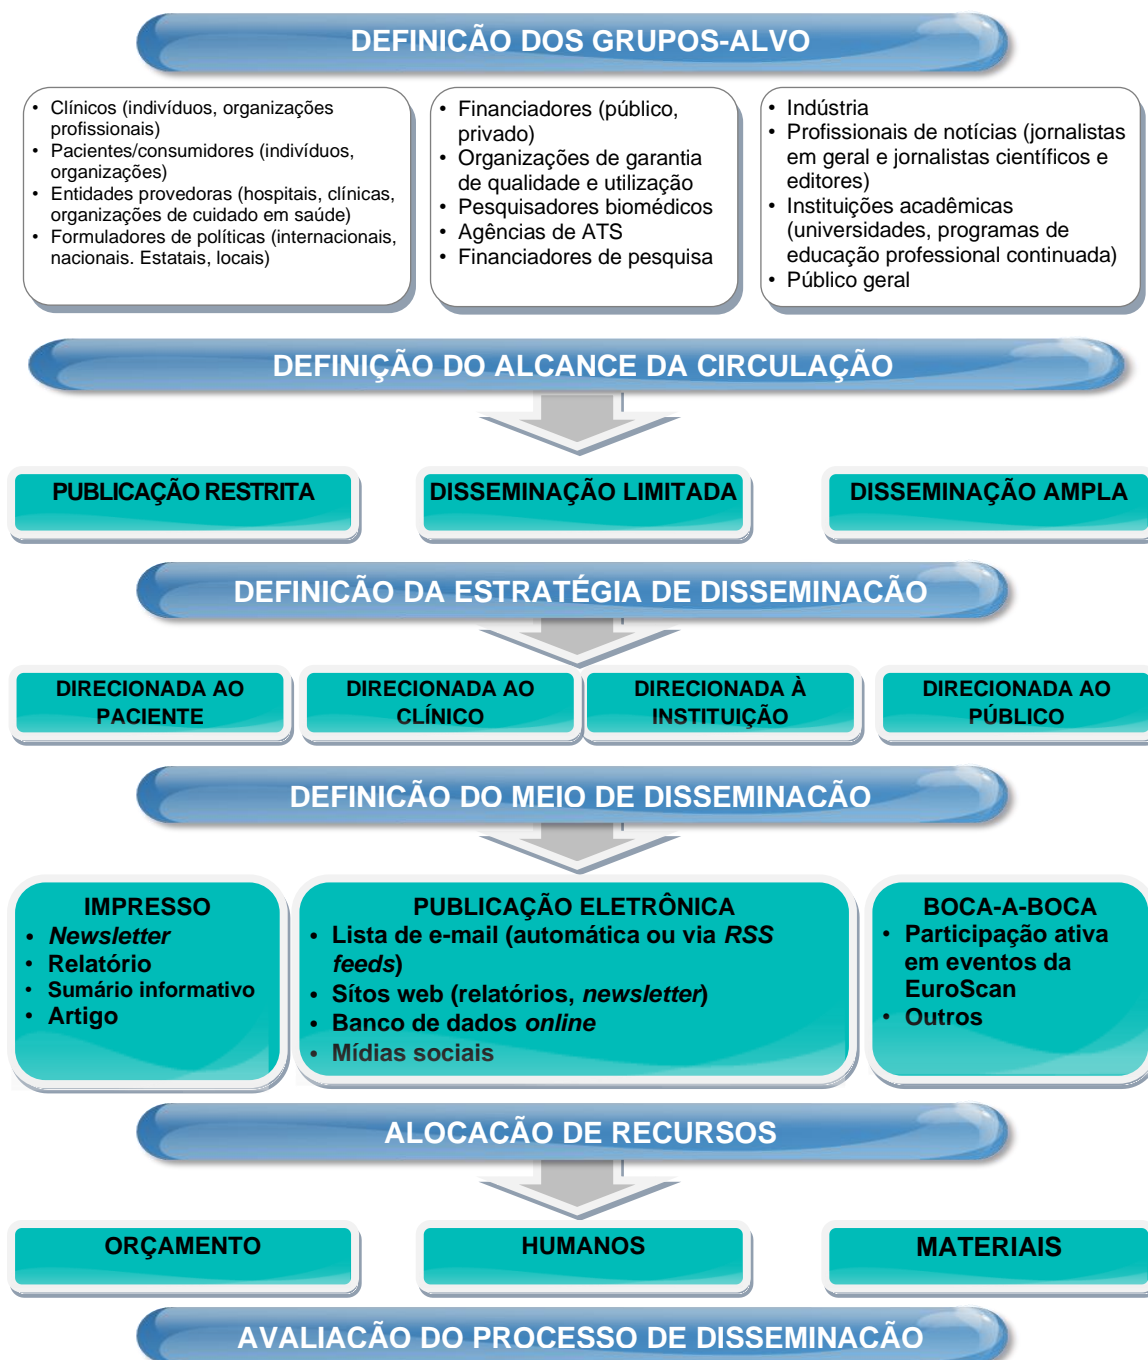 DEFINICÃO DOS GRUPOS-ALVO
• Clínicos (indivíduos, organizações
profissionais)
• Pacientes/consumidores (indivíduos,
organizações)
• Entidades provedoras (hospitais, clínicas,
organizações de cuidado em saúde)
• Formuladores de políticas (internacionais,
nacionais. Estatais, locais)
• Financiadores (público,
privado)
• Organizações de garantia
de qualidade e utilização
• Pesquisadores biomédicos
• Agências de ATS
• Financiadores de pesquisa
• Indústria
• Profissionais de notícias (jornalistas
em geral e jornalistas científicos e
editores)
• Instituições acadêmicas
(universidades, programas de
educação professional continuada)
• Público geral
DEFINIÇÃO DO ALCANCE DA CIRCULAÇÃO
PUBLICAÇÃO RESTRITA
DISSEMINAÇÃO LIMITADA
DISSEMINAÇÃO AMPLA
DEFINICÃO DA ESTRATÉGIA DE DISSEMINACÃO
DIRECIONADA AO
PACIENTE
DIRECIONADA AO
CLÍNICO
DIRECIONADA À
INSTITUIÇÃO
DIRECIONADA AO
PÚBLICO
DEFINICÃO DO MEIO DE DISSEMINACÃO
IMPRESSO
• Newsletter
• Relatório
• Sumário informativo
• Artigo
PUBLICAÇÃO ELETRÔNICA
• Lista de e-mail (automática ou via RSS
feeds)
• Sítos web (relatórios, newsletter)
• Banco de dados online
• Mídias sociais
BOCA-A-BOCA
• Participação ativa
em eventos da
EuroScan
• Outros
ALOCACÃO DE RECURSOS
ORÇAMENTO
HUMANOS
MATERIAIS
AVALIACÃO DO PROCESSO DE DISSEMINACÃO